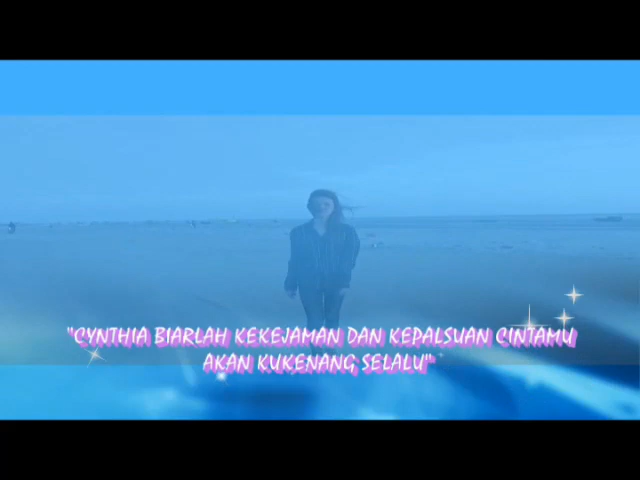 "CYNTHIA BIARLAH KEKEJAMAN DAN KEPALSUAN CINTAMU
AKAN KUKENANG SELALU"